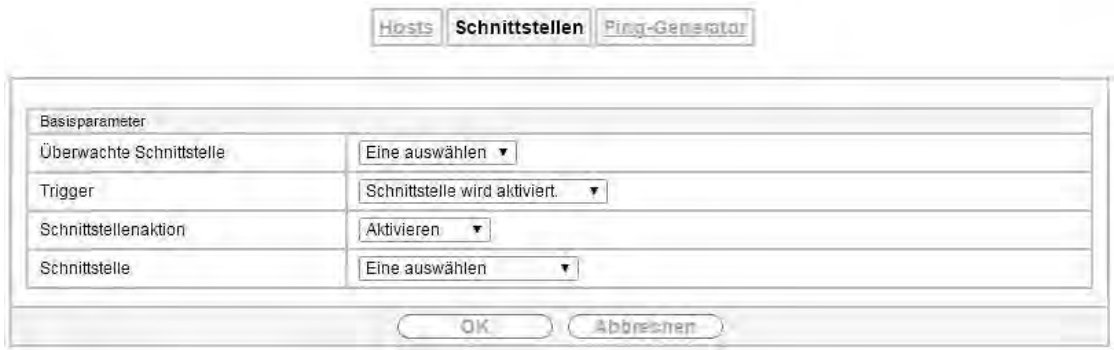 Hosts Schnittstellen Ping-Generator
Basisparameter
Überwachte Schnittstelle Eine auswählen
Trigger Schnittstelle wird aktiviert.
Schnittstellenaktion Aktivieren
Schnittstelle Eine auswählen
OK Abbrechen